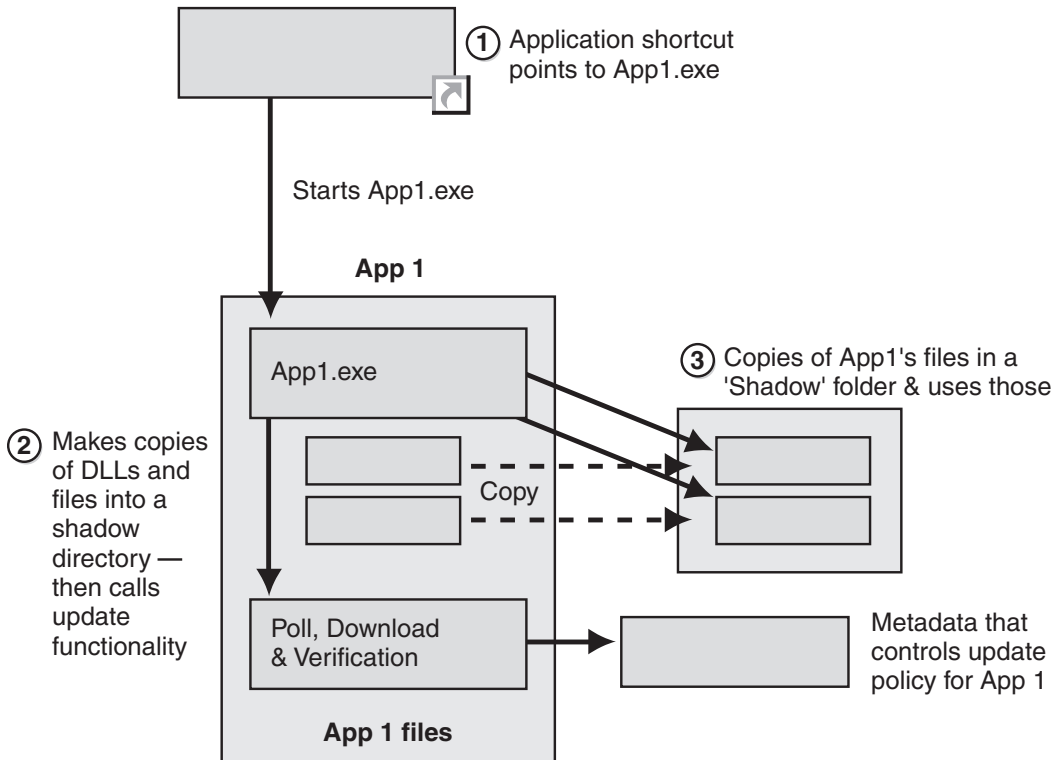 1 Application shortcut
points to App1.exe
Starts App1.exe
App 1
App1.exe
3 Copies of App1's files in a
'Shadow' folder & uses those
2 Makes copies
of DLLs and
files into a
shadow
directory —
then calls
update
functionality
Copy
Poll, Download
& Verification
Metadata that
controls update
policy for App 1
App 1 files